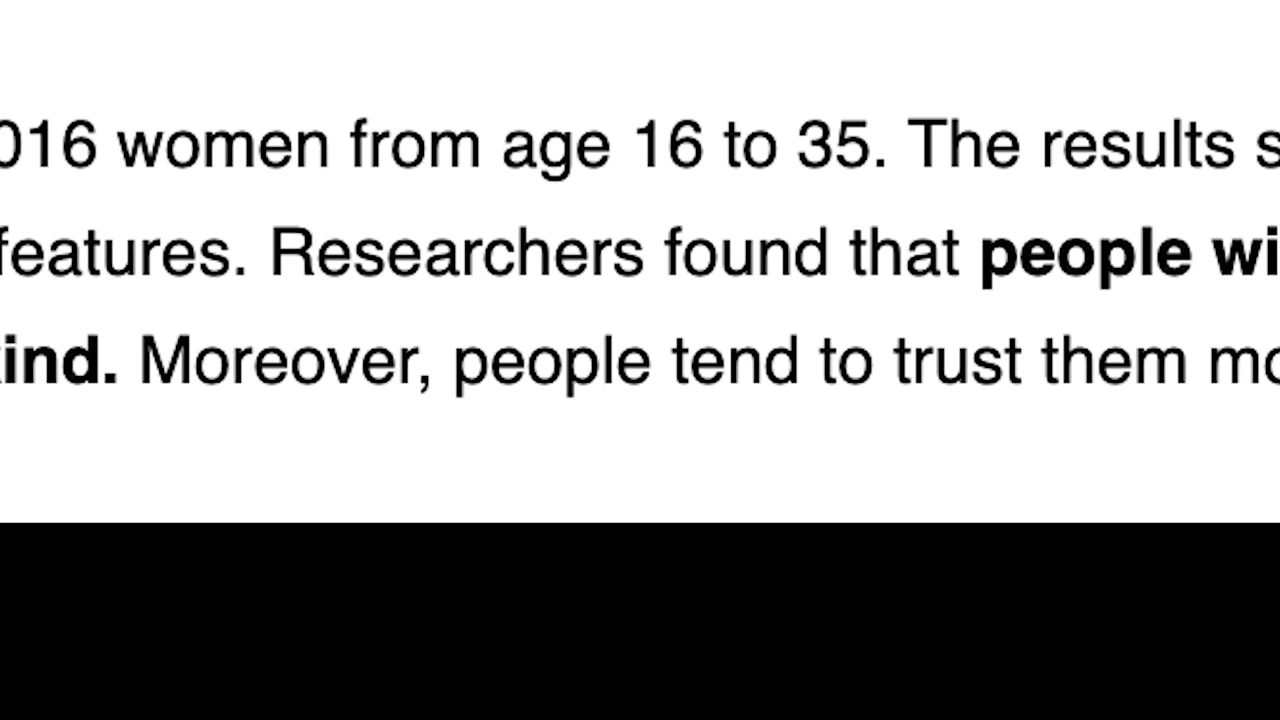 016 women from age 16 to 35. The results
features. Researchers found that people
Moreover, people tend to trust them